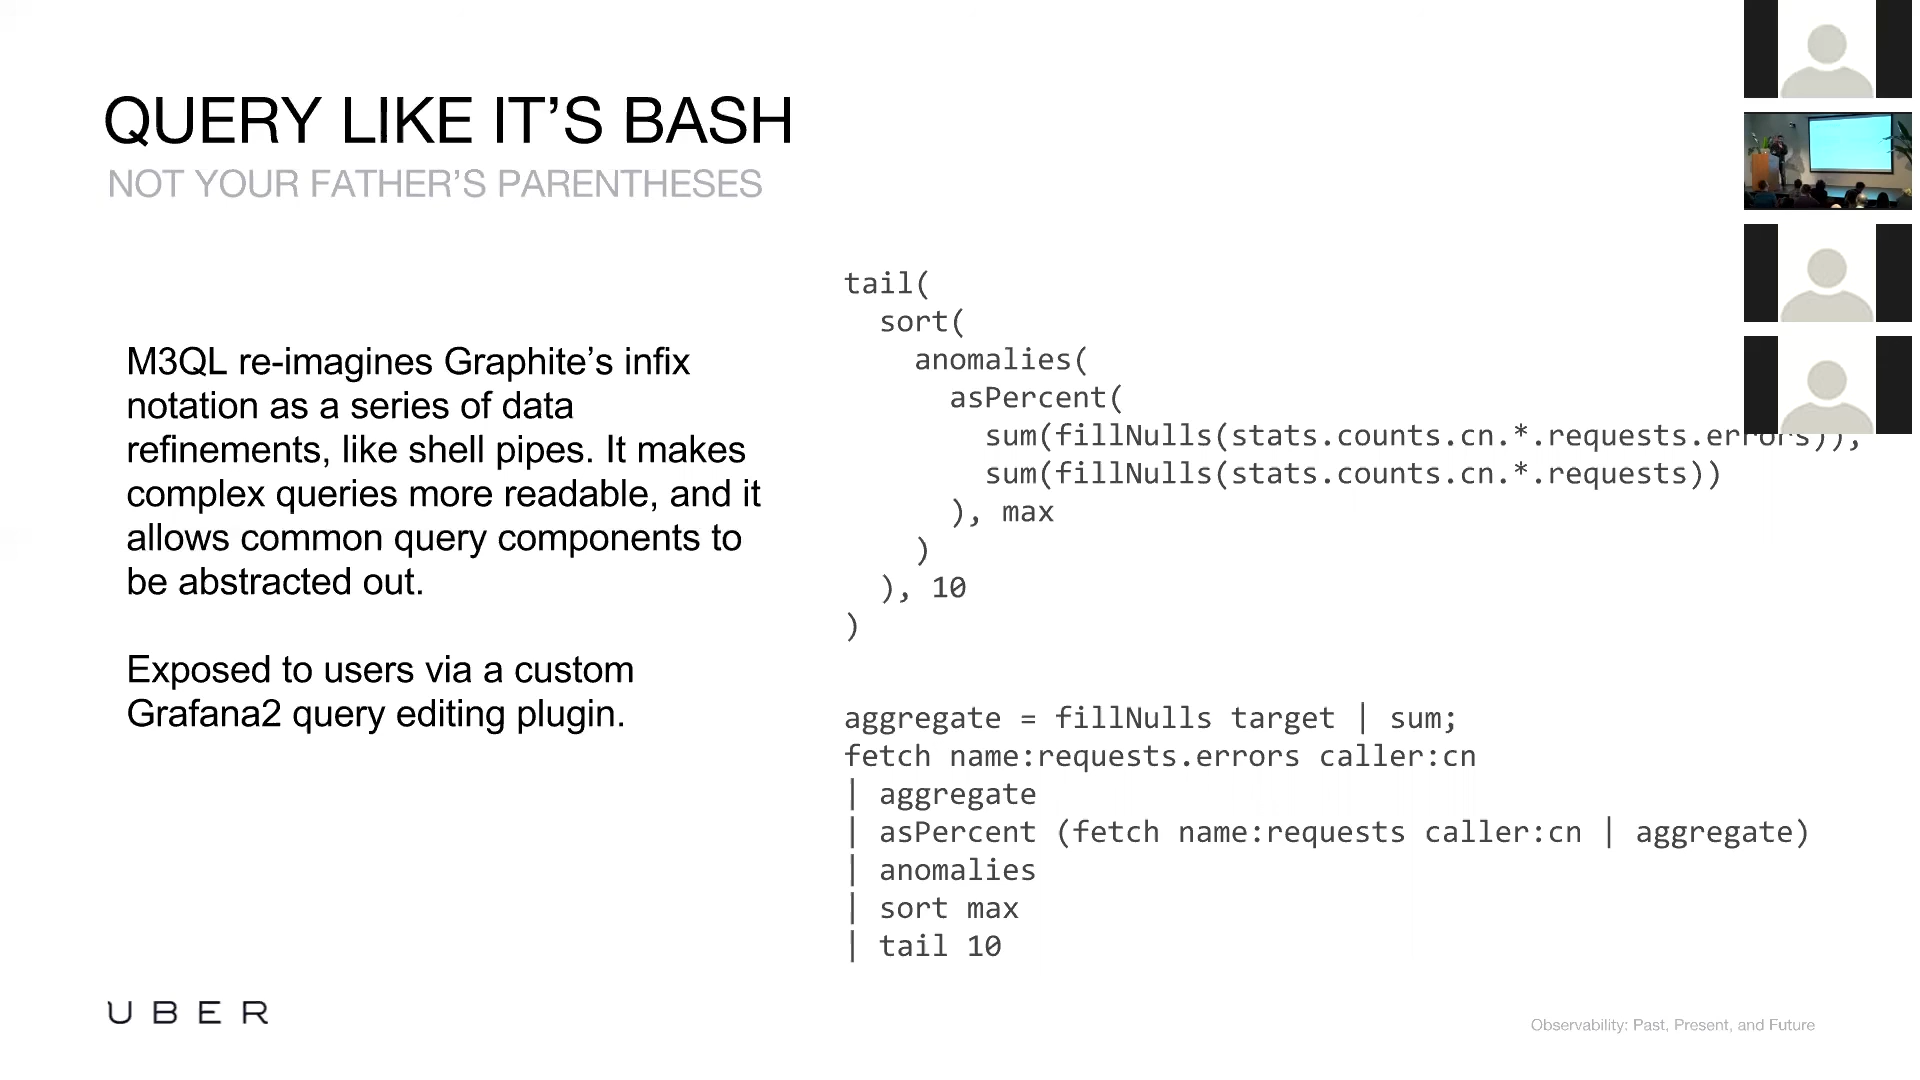 QUERY LIKE IT’S BASH
NOT YOUR FATHER’S PARENTHESES
M3QL re-imagines Graphite’s infix
notation as a series of data
refinements, like shell pipes. It makes
complex queries more readable, and it
allows common query components to
be abstracted out.
Exposed to users via a custom
Grafana2 query editing plugin.
tail(
  sort(
    anomalies(
      asPercent(
        sum(fillNulls(stats.counts.cn.*.requests.errors)),
        sum(fillNulls(stats.counts.cn.*.requests))
      ), max
    )
  ), 10
)
aggregate = fillNulls target | sum;
fetch name:requests.errors caller:cn
| aggregate
| asPercent (fetch name:requests caller:cn | aggregate)
| anomalies
| sort max
| tail 10
UBER
Observability: Past, Present, and Future